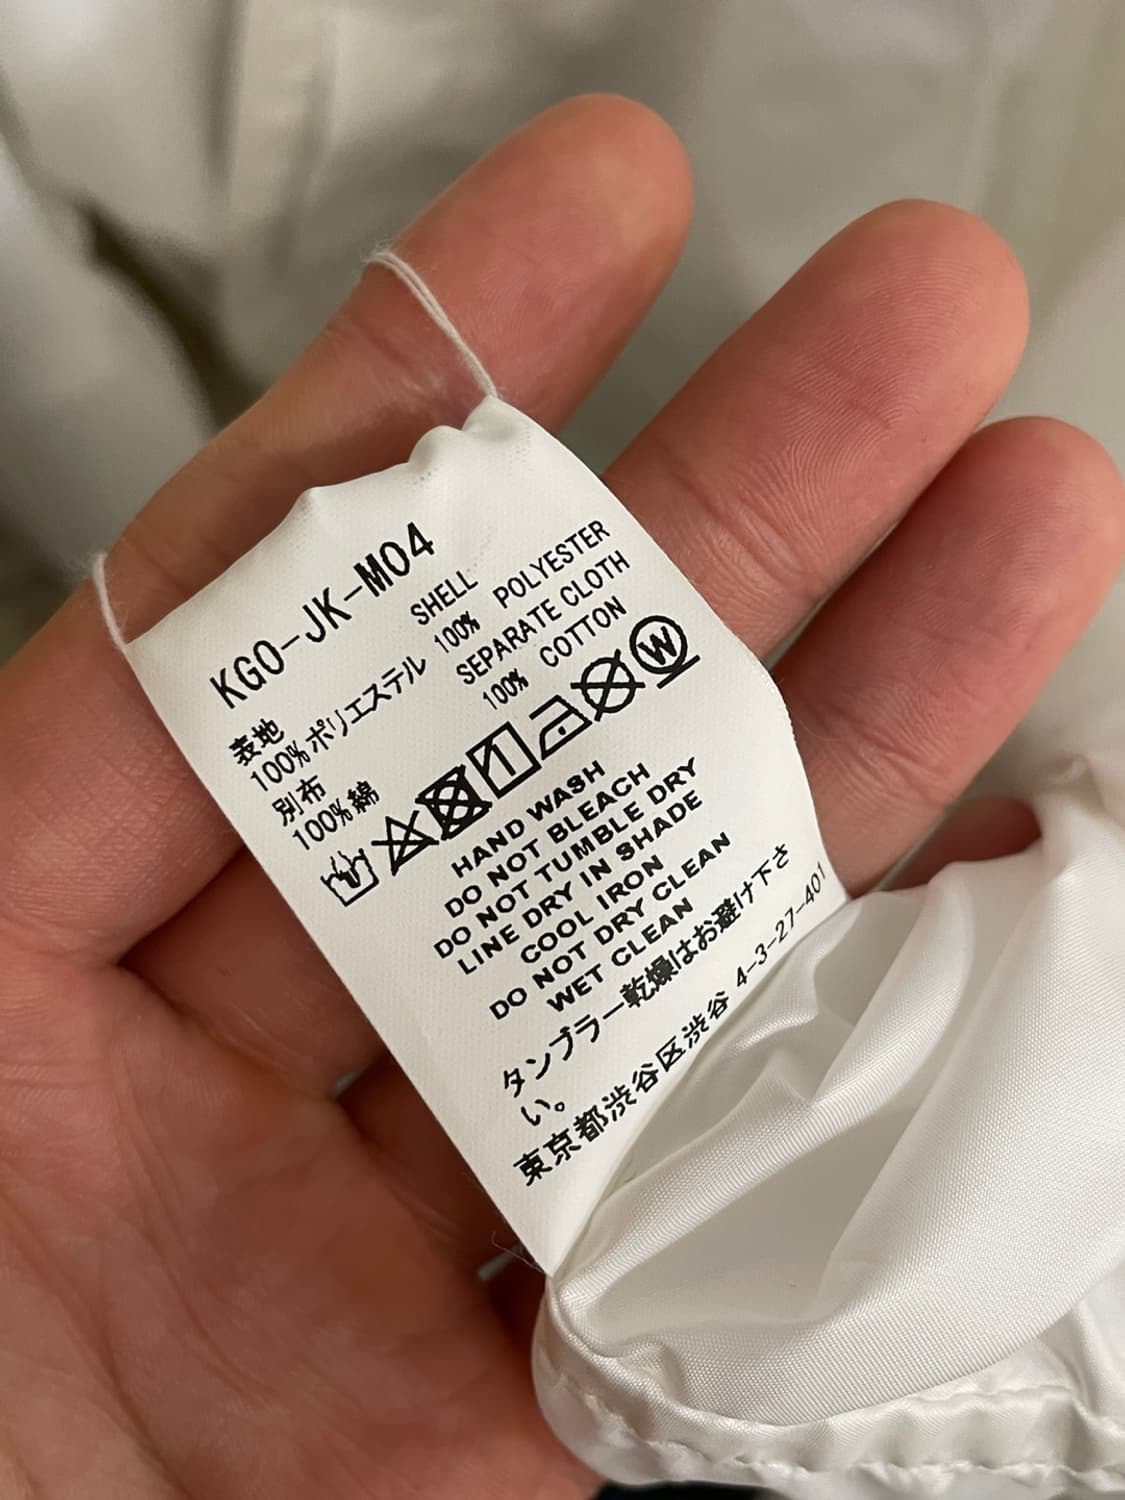 KGO-JK-M04
表地
SHELL
100%ポリエステル
100% POLYESTER
別布
SEPARATE CLOTH
100%綿
100% COTTON
W
HAND WASH
DO NOT BLEACH
DO NOT TUMBLE DRY
LINE DRY IN SHADE
COOL IRON
DO NOT DRY CLEAN
WET CLEAN
タンブラー乾燥はお避け下さ
い。
東京都渋谷区渋谷 4-3-27-401